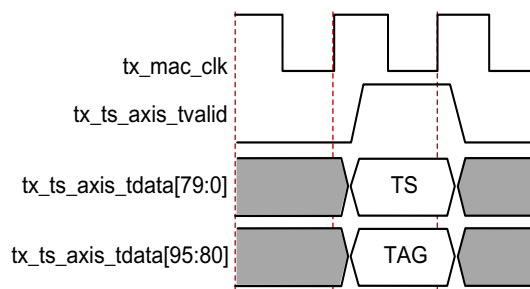 tx_mac_clk
tx_ts_axis_tvalid
tx_ts_axis_tdata[79:0] TS
tx_ts_axis_tdata[95:80] TAG